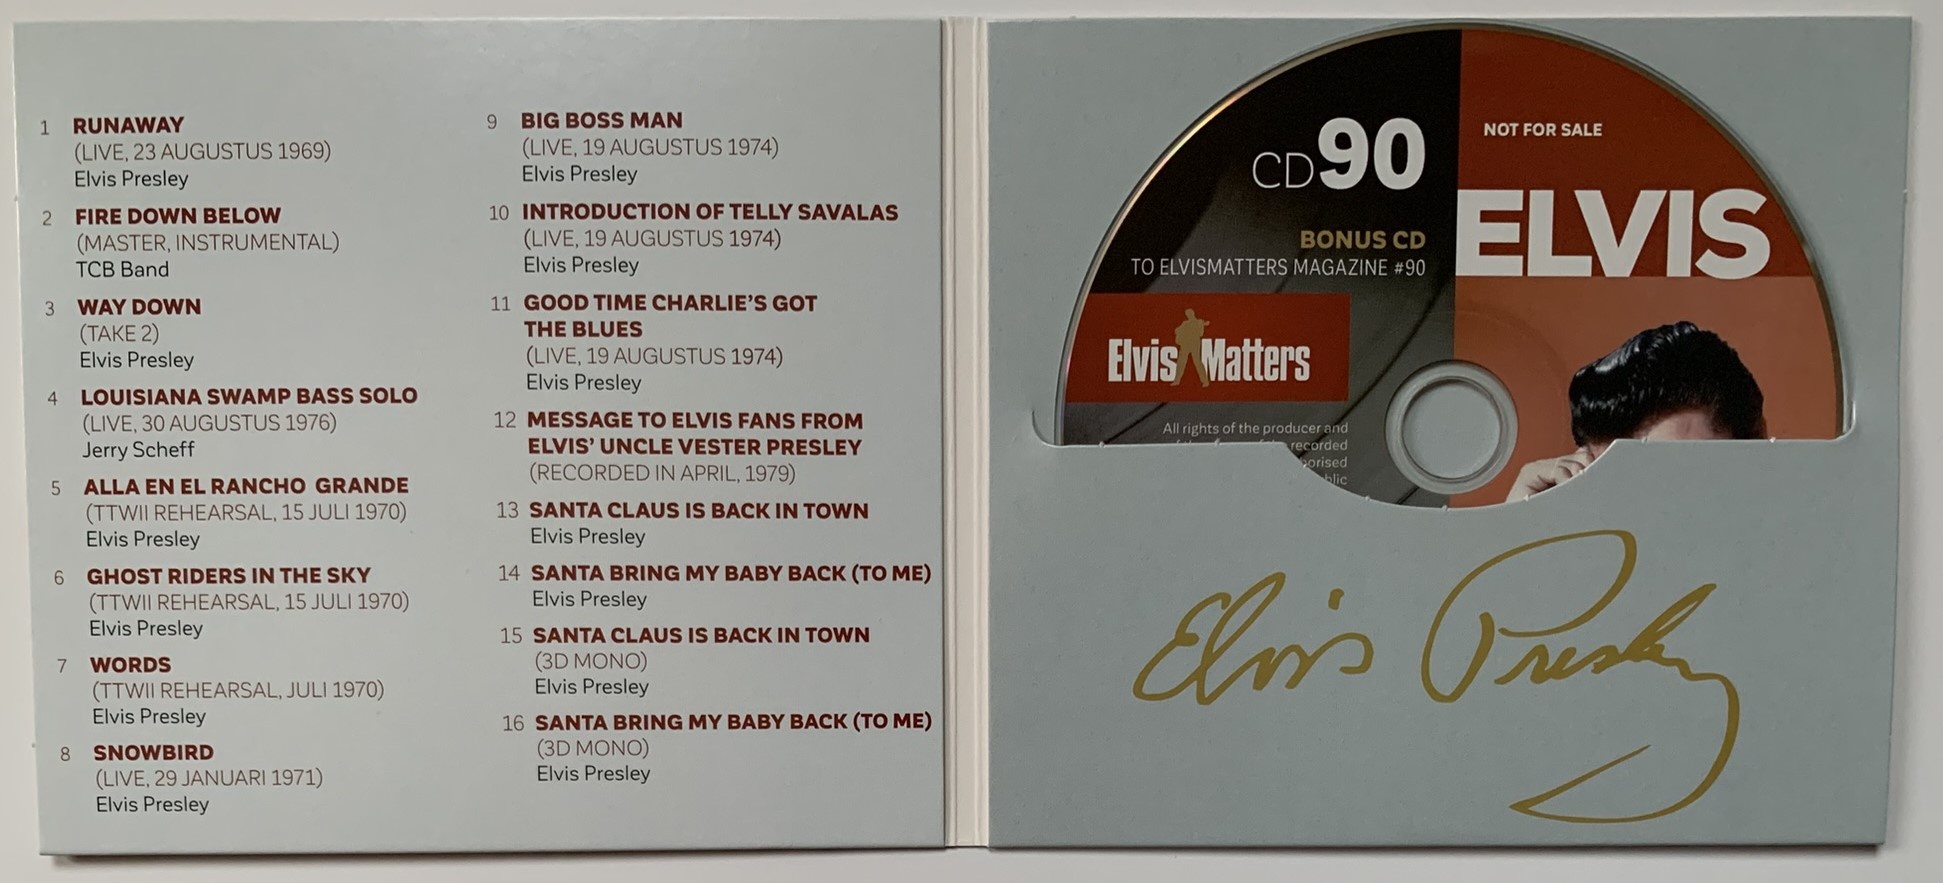 1 RUNAWAY
(LIVE, 23 AUGUSTUS 1969)
Elvis Presley
2 FIRE DOWN BELOW
(MASTER, INSTRUMENTAL)
TCB Band
3 WAY DOWN
(TAKE 2)
Elvis Presley
4 LOUISIANA SWAMP BASS SOLO
(LIVE, 30 AUGUSTUS 1976)
Jerry Scheff
5 ALLA EN EL RANCHO GRANDE
(TTWII REHEARSAL, 15 JULI 1970)
Elvis Presley
6 GHOST RIDERS IN THE SKY
(TTWII REHEARSAL, 15 JULI 1970)
Elvis Presley
7 WORDS
(TTWII REHEARSAL, JULI 1970)
Elvis Presley
8 SNOWBIRD
(LIVE, 29 JANUARI 1971)
Elvis Presley
9 BIG BOSS MAN
(LIVE, 19 AUGUSTUS 1974)
Elvis Presley
10 INTRODUCTION OF TELLY SAVALAS
(LIVE, 19 AUGUSTUS 1974)
Elvis Presley
11 GOOD TIME CHARLIE'S GOT
THE BLUES
(LIVE, 19 AUGUSTUS 1974)
Elvis Presley
12 MESSAGE TO ELVIS FANS FROM
ELVIS' UNCLE VESTER PRESLEY
(RECORDED IN APRIL, 1979)
13 SANTA CLAUS IS BACK IN TOWN
Elvis Presley
14 SANTA BRING MY BABY BACK (TO ME)
Elvis Presley
15 SANTA CLAUS IS BACK IN TOWN
(3D MONO)
Elvis Presley
16 SANTA BRING MY BABY BACK (TO ME)
(3D MONO)
Elvis Presley
CD90
BONUS CD
TO ELVISMATTERS MAGAZINE #90
Elvis Matters
All rights of the producer and
recorded
NOT FOR SALE
ELVIS
Elvis Presley